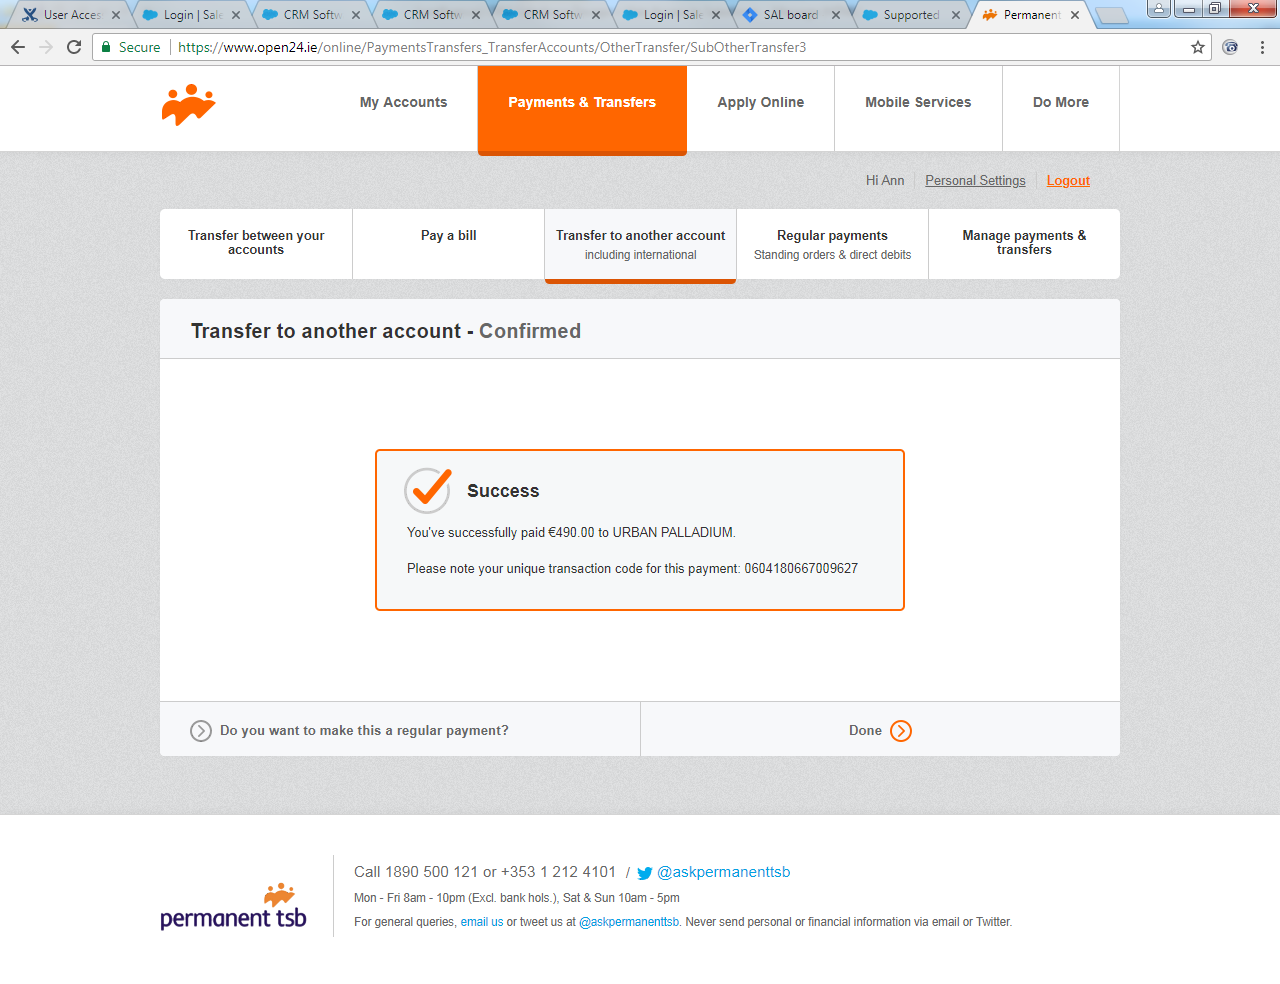 User Acces
Login | Sale
CRM Softw
CRM Softw
CRM Softw
Login | Sale
SAL board
Supported
Permanent
Secure
https://www.open24.ie/online/PaymentsTransfers_TransferAccounts/OtherTransfer/SubOtherTransfer3
My Accounts
Payments & Transfers
Apply Online
Mobile Services
Do More
Hi Ann
Personal Settings
Logout
Transfer between your
accounts
Pay a bill
Transfer to another account
including international
Regular payments
Standing orders & direct debits
Manage payments &
transfers
Transfer to another account - Confirmed
Success
You've successfully paid €490.00 to URBAN PALLADIUM.
Please note your unique transaction code for this payment: 0604180667009627
Do you want to make this a regular payment?
Done
permanent tsb
Call 1890 500 121 or +353 1 212 4101 / @askpermanenttsb
Mon - Fri 8am - 10pm (Excl. bank hols.), Sat & Sun 10am - 5pm
For general queries, email us or tweet us at @askpermanenttsb. Never send personal or financial information via email or Twitter.